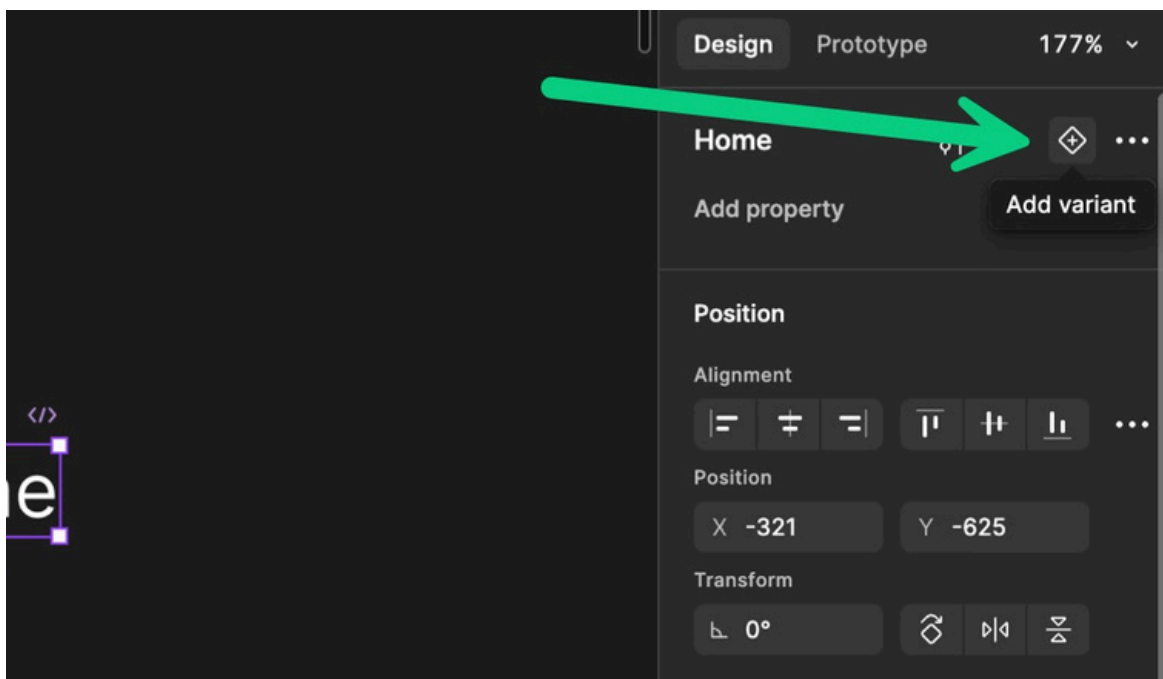 Design Prototype 177%
Home
Add variant
Add property
Position
Alignment
Position
X -321 Y -625
Transform
0°